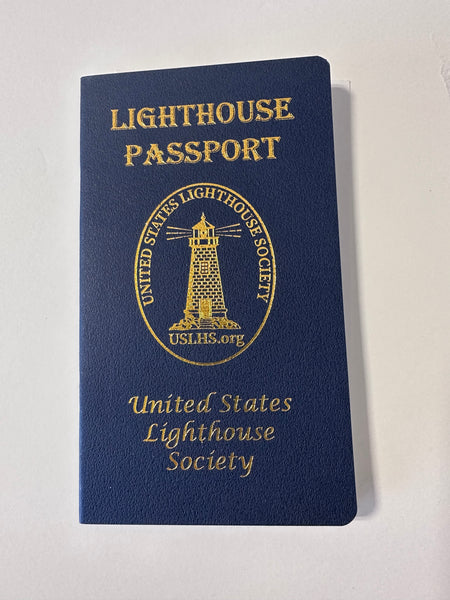 LIGHTHOUSE
PASSPORT
UNITED STATES LIGHTHOUSE SOCIETY
USLHS.org
United States
Lighthouse
Society